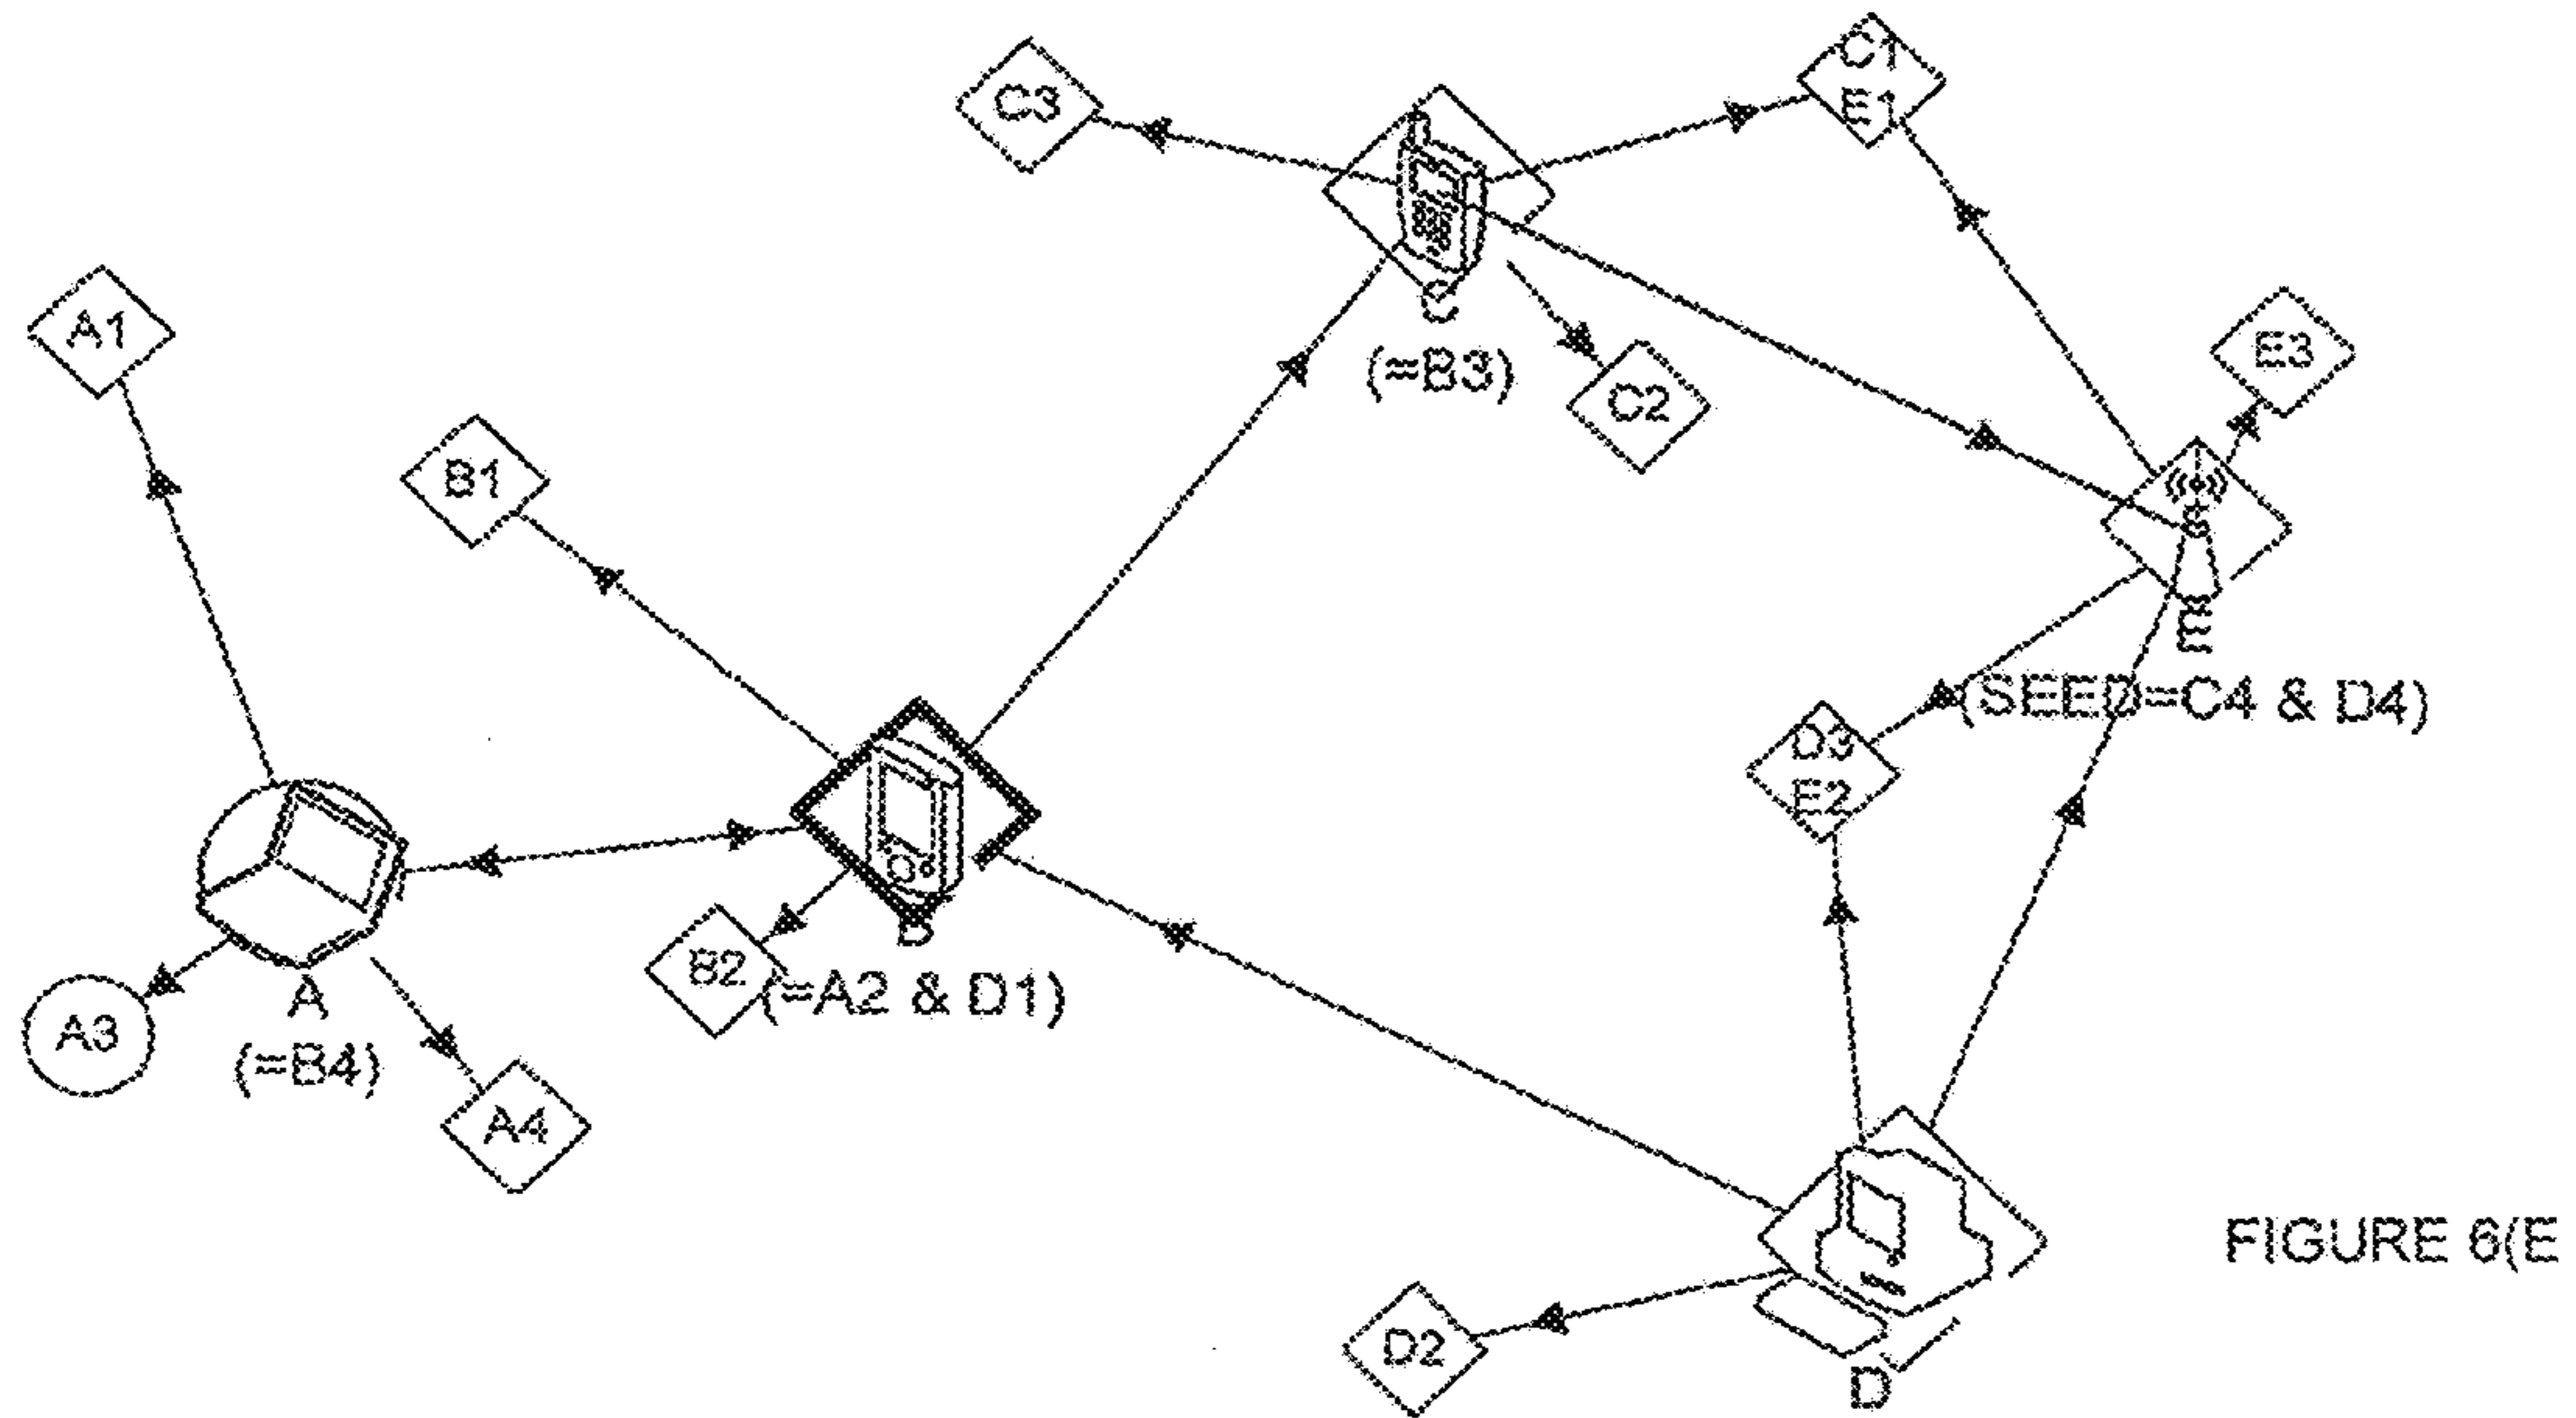 C1
E1
C3
C
(=B3)
C2
E3
A1
B1
E
(SEED=C4 & D4)
D3
E2
B
B2
(=A2 & D1)
A
(=B4)
A3
A4
D2
D
FIGURE 6(E